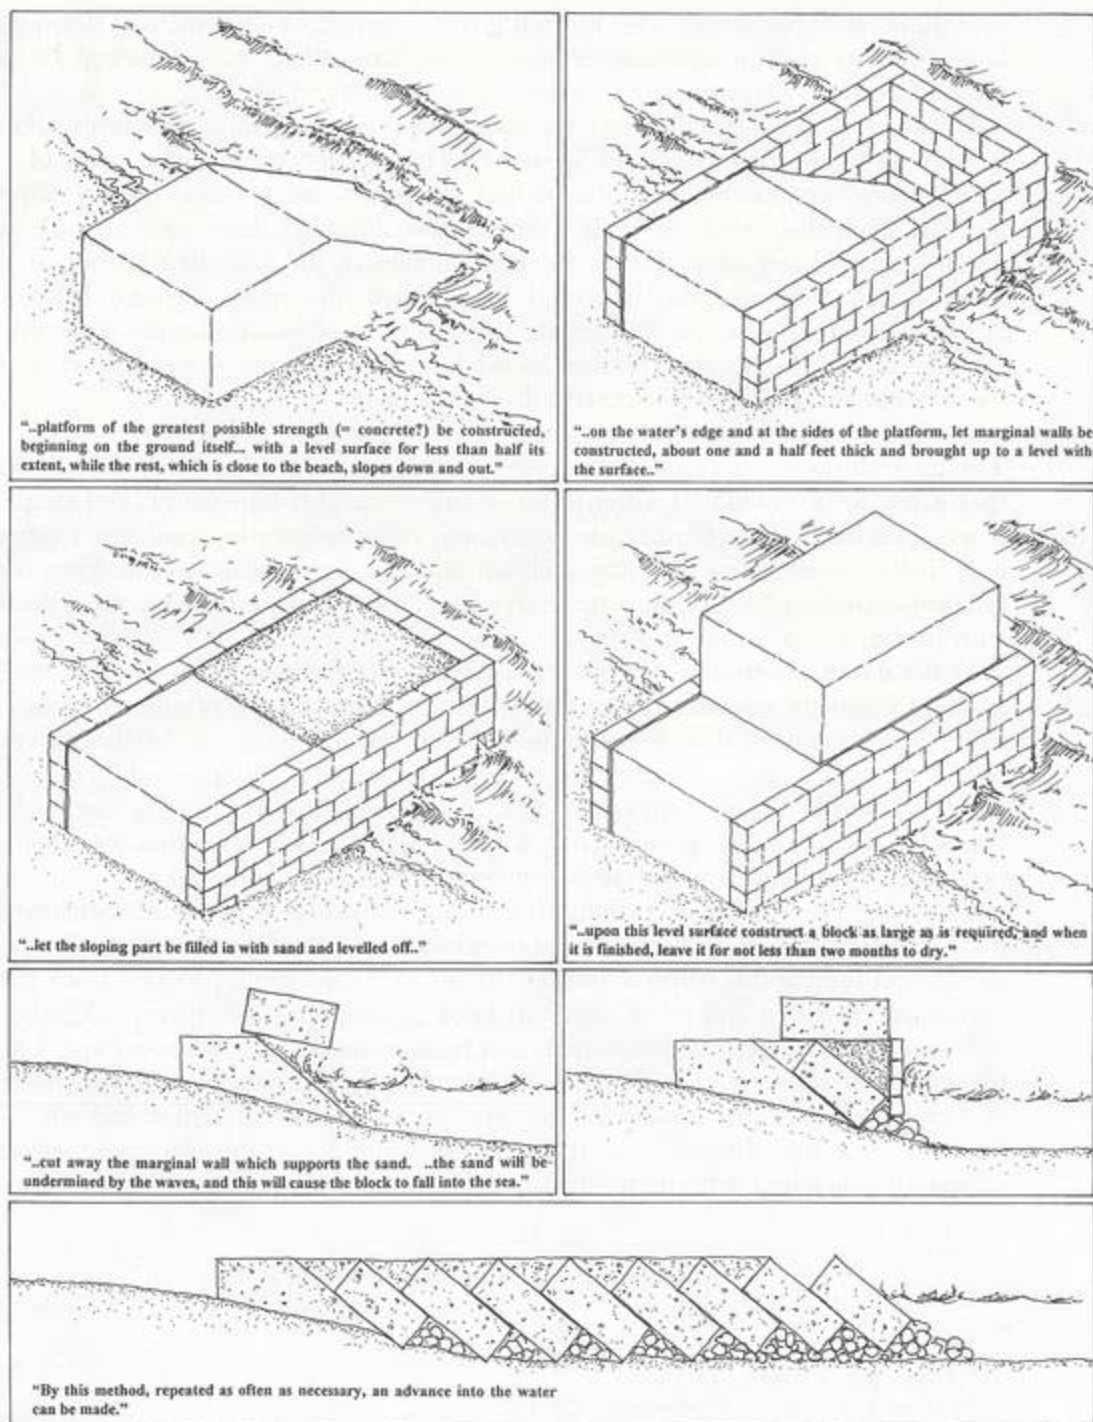 “..platform of the greatest possible strength (= concrete?) be constructed,
beginning on the ground itself... with a level surface for less than half its
extent, while the rest, which is close to the beach, slopes down and out.”
“..on the water’s edge and at the sides of the platform, let marginal walls be
constructed, about one and a half feet thick and brought up to a level with
the surface..”
“..let the sloping part be filled in with sand and levelled off..”
“..upon this level surface construct a block as large as is required, and when
it is finished, leave it for not less than two months to dry.”
“..cut away the marginal wall which supports the sand. ..the sand will be
undermined by the waves, and this will cause the block to fall into the sea.”
“By this method, repeated as often as necessary, an advance into the water
can be made.”